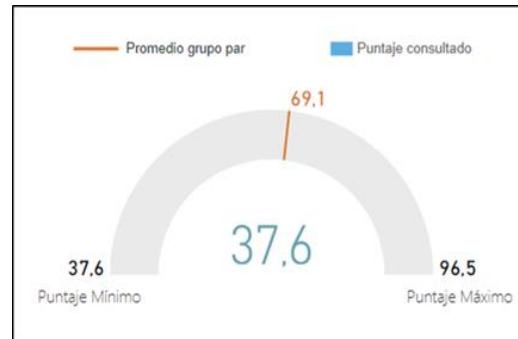 Promedio grupo par
Puntaje consultado
69,1
37,6
37,6
96,5
Puntaje Mínimo
Puntaje Máximo